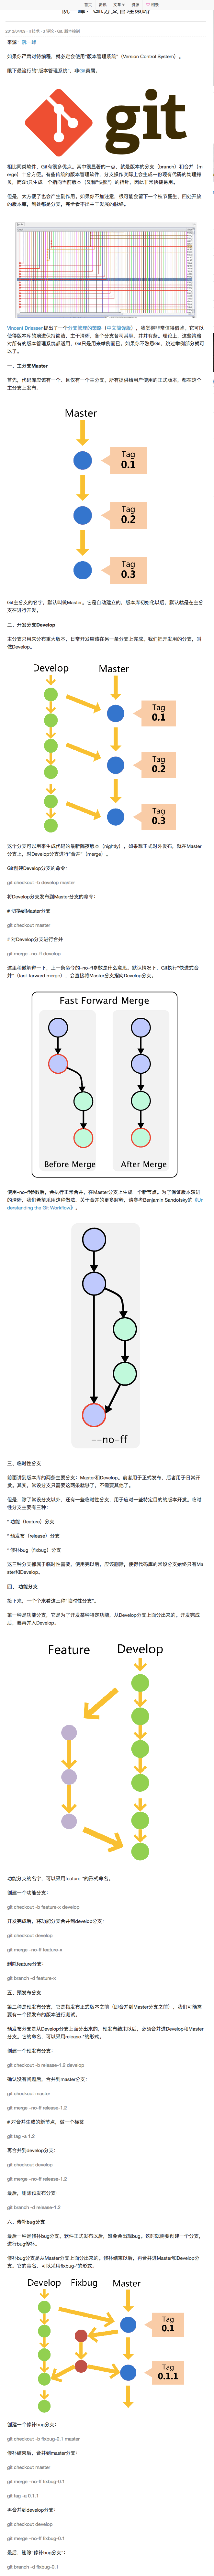 首页 资讯 文章 资源 相亲
阮一峰：Git分支管理策略
2013/04/09 · IT技术 · 5 评论 · Git, 版本控制
来源：阮一峰
如果你严肃对待编程，就必定会使用"版本管理系统"（Version Control System）。
眼下最流行的"版本管理系统"，非Git莫属。
git
相比同类软件，Git有很多优点。其中很显著的一点，就是版本的分支（branch）和合并（m
erge）十分方便。有些传统的版本管理软件，分支操作实际上会生成一份现有代码的物理拷
贝，而Git只生成一个指向当前版本（又称"快照"）的指针，因此非常快捷易用。
但是，太方便了也会产生副作用。如果你不加注意，很可能会留下一个枝节蔓生、四处开放
的版本库，到处都是分支，完全看不出主干发展的脉络。
Vincent Driessen提出了一个分支管理的策略【中文简译版】，我觉得非常值得借鉴。它可以
使得版本库的演进保持简洁，主干清晰，各个分支各司其职、井井有条。理论上，这些策略
对所有的版本管理系统都适用，Git只是用来举例而已。如果你不熟悉Git，跳过举例部分就可
以了。
一、主分支Master
首先，代码库应该有一个、且仅有一个主分支。所有提供给用户使用的正式版本，都在这个
主分支上发布。
Master
Tag
0.1
Tag
0.2
Tag
0.3
Git主分支的名字，默认叫做Master。它是自动建立的，版本库初始化以后，默认就是在主分
支在进行开发。
二、开发分支Develop
主分支只用来分布重大版本，日常开发应该在另一条分支上完成。我们把开发用的分支，叫
做Develop。
Develop Master
Tag
0.1
Tag
0.2
Tag
0.3
这个分支可以用来生成代码的最新隔夜版本（nightly）。如果想正式对外发布，就在Master
分支上，对Develop分支进行"合并"（merge）。
Git创建Develop分支的命令：
git checkout -b develop master
将Develop分支发布到Master分支的命令：
# 切换到Master分支
git checkout master
# 对Develop分支进行合并
git merge --no-ff develop
这里稍微解释一下，上一条命令的--no-ff参数是什么意思。默认情况下，Git执行"快进式合
并"（fast-farward merge），会直接将Master分支指向Develop分支。
Fast Forward Merge
Before Merge After Merge
使用--no-ff参数后，会执行正常合并，在Master分支上生成一个新节点。为了保证版本演进
的清晰，我们希望采用这种做法。关于合并的更多解释，请参考Benjamin Sandofsky的《Un
derstanding the Git Workflow》。
--no-ff
三、临时性分支
前面讲到版本库的两条主要分支：Master和Develop。前者用于正式发布，后者用于日常开
发。其实，常设分支只需要这两条就够了，不需要其他了。
但是，除了常设分支以外，还有一些临时性分支，用于应对一些特定目的的版本开发。临时
性分支主要有三种：
* 功能（feature）分支
* 预发布（release）分支
* 修补bug（fixbug）分支
这三种分支都属于临时性需要，使用完以后，应该删除，使得代码库的常设分支始终只有Ma
ster和Develop。
四、 功能分支
接下来，一个个来看这三种"临时性分支"。
第一种是功能分支，它是为了开发某种特定功能，从Develop分支上面分出来的。开发完成
后，要再并入Develop。
Feature Develop
功能分支的名字，可以采用feature-*的形式命名。
创建一个功能分支：
git checkout -b feature-x develop
开发完成后，将功能分支合并到develop分支：
git checkout develop
git merge --no-ff feature-x
删除feature分支：
git branch -d feature-x
五、预发布分支
第二种是预发布分支，它是指发布正式版本之前（即合并到Master分支之前），我们可能需
要有一个预发布的版本进行测试。
预发布分支是从Develop分支上面分出来的，预发布结束以后，必须合并进Develop和Master
分支。它的命名，可以采用release-*的形式。
创建一个预发布分支：
git checkout -b release-1.2 develop
确认没有问题后，合并到master分支：
git checkout master
git merge --no-ff release-1.2
# 对合并生成的新节点，做一个标签
git tag -a 1.2
再合并到develop分支：
git checkout develop
git merge --no-ff release-1.2
最后，删除预发布分支：
git branch -d release-1.2
六、修补bug分支
最后一种是修补bug分支。软件正式发布以后，难免会出现bug。这时就需要创建一个分支，
进行bug修补。
修补bug分支是从Master分支上面分出来的。修补结束以后，再合并进Master和Develop分
支。它的命名，可以采用fixbug-*的形式。
Develop Fixbug Master
Tag
0.1
Tag
0.1.1
创建一个修补bug分支：
git checkout -b fixbug-0.1 master
修补结束后，合并到master分支：
git checkout master
git merge --no-ff fixbug-0.1
git tag -a 0.1.1
再合并到develop分支：
git checkout develop
git merge --no-ff fixbug-0.1
最后，删除"修补bug分支"：
git branch -d fixbug-0.1